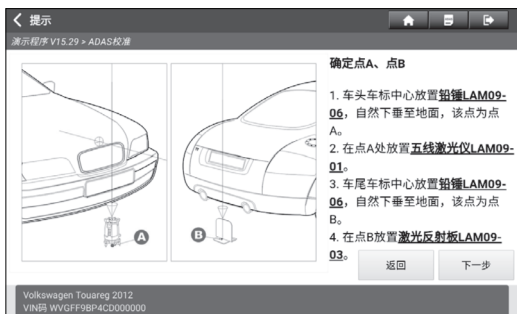 提示
演示程序 V15.29 > ADAS校准
确定点A、点B
1. 车头车标中心放置铅锤LAM09-
06，自然下垂至地面，该点为点
A。
2. 在点A处放置五线激光仪LAM09-
01。
3. 车尾车标中心放置铅锤LAM09-
06，自然下垂至地面，该点为点
B。
4. 在点B放置激光反射板LAM09-
03。
A
B
返回
下一步
Volkswagen Touareg 2012
VIN码 WVGFF9BP4CD000000